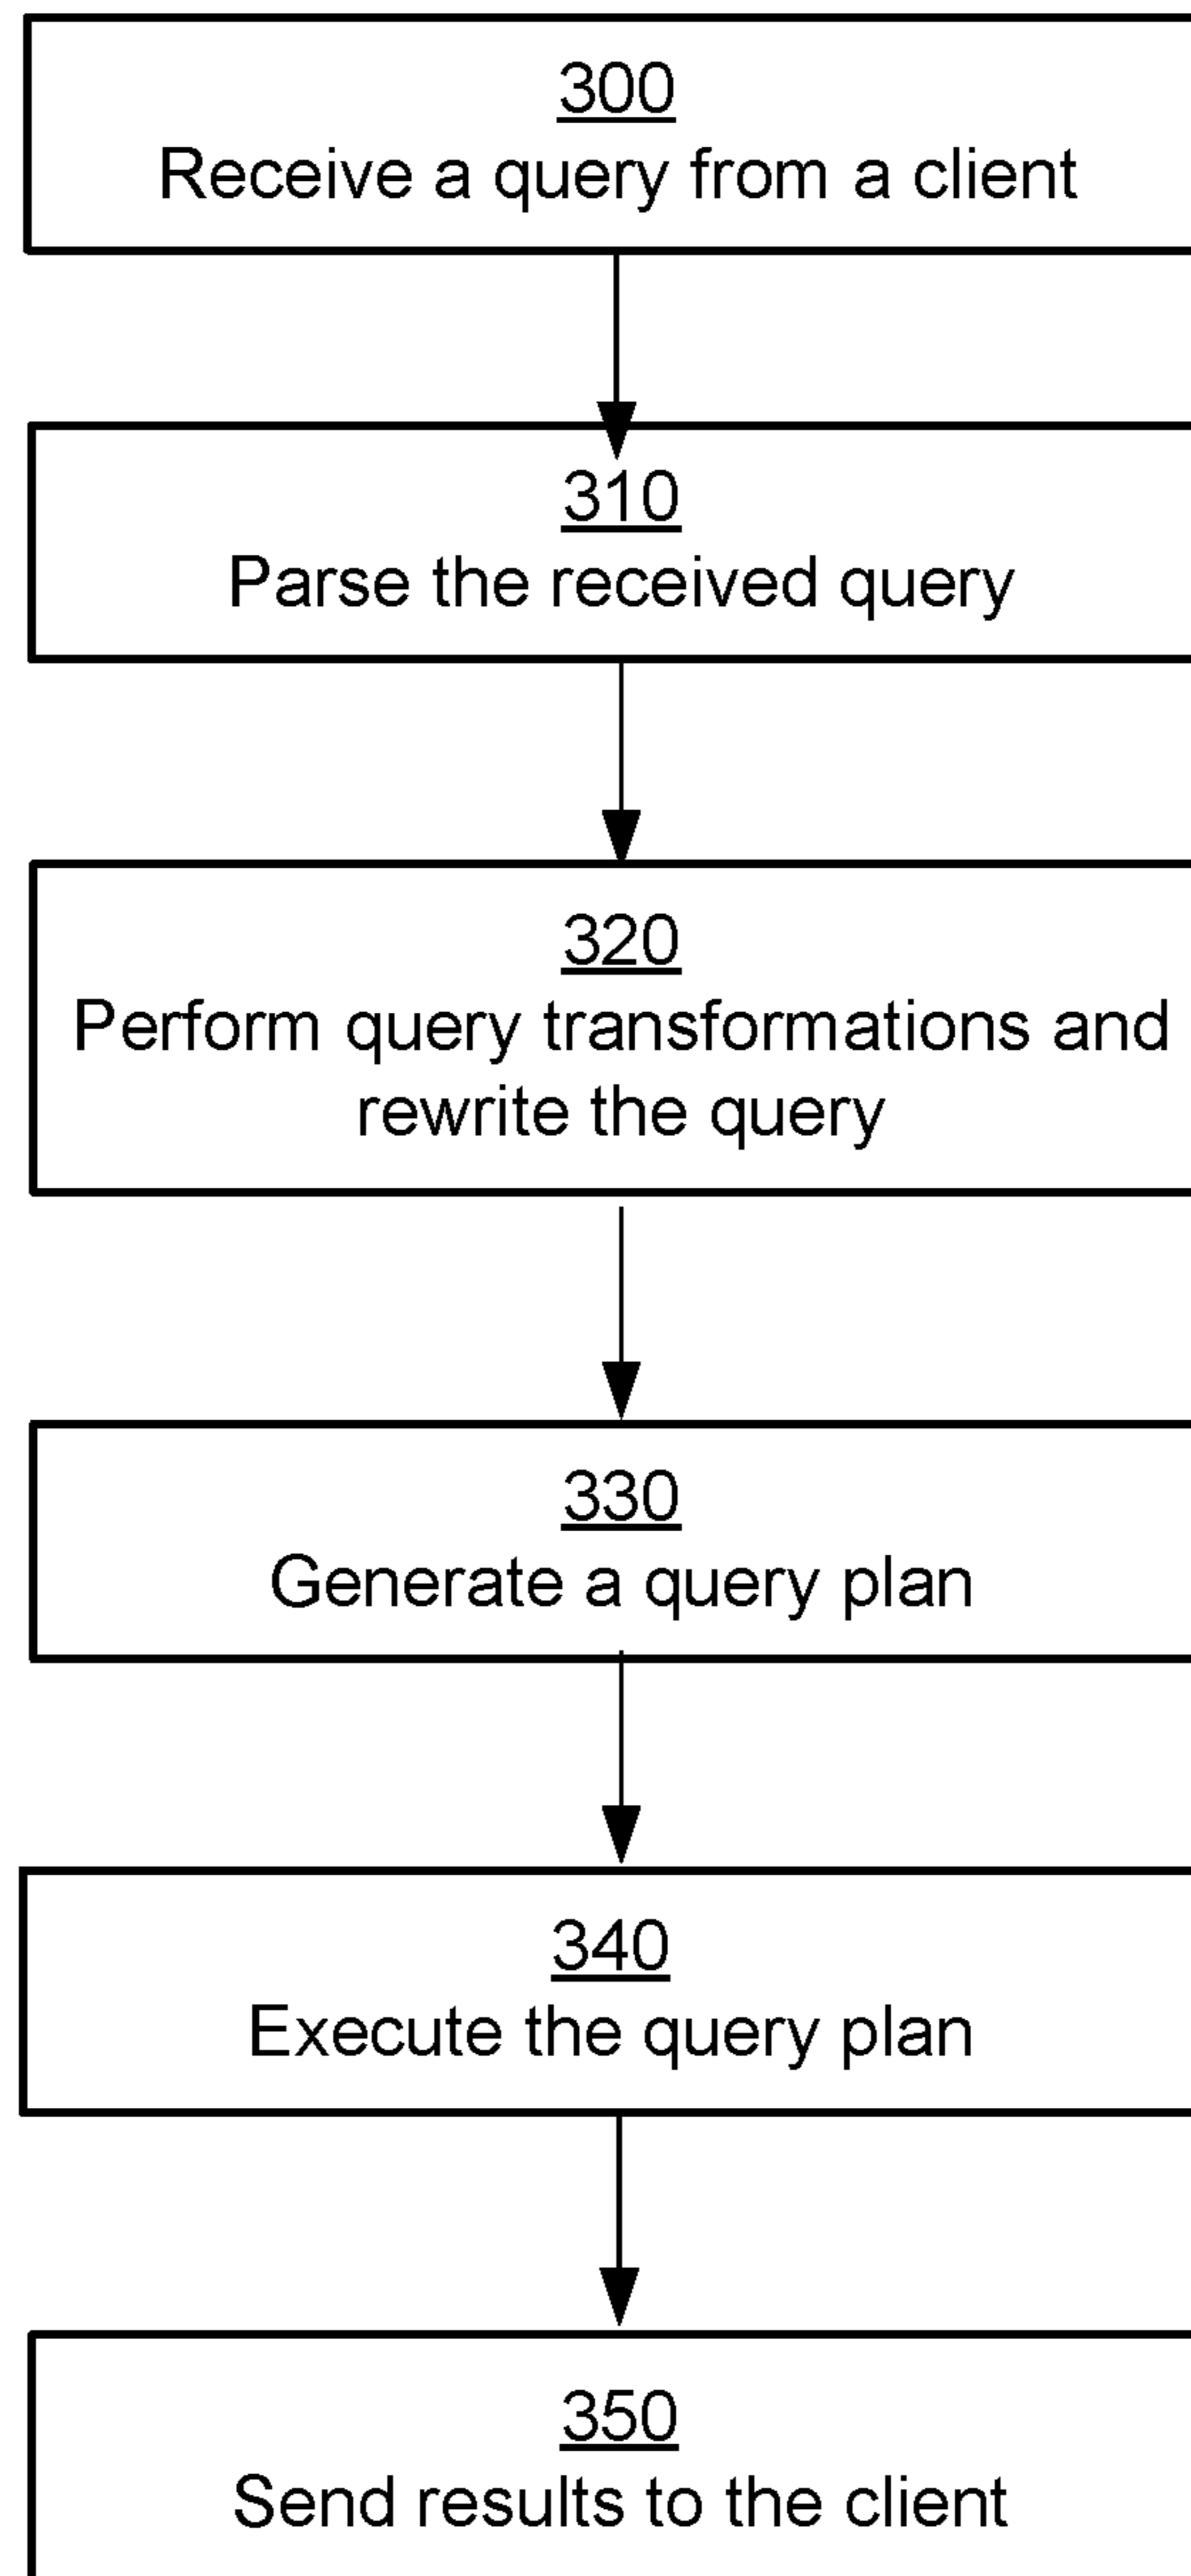 300
Receive a query from a client
310
Parse the received query
320
Perform query transformations and
rewrite the query
330
Generate a query plan
340
Execute the query plan
350
Send results to the client